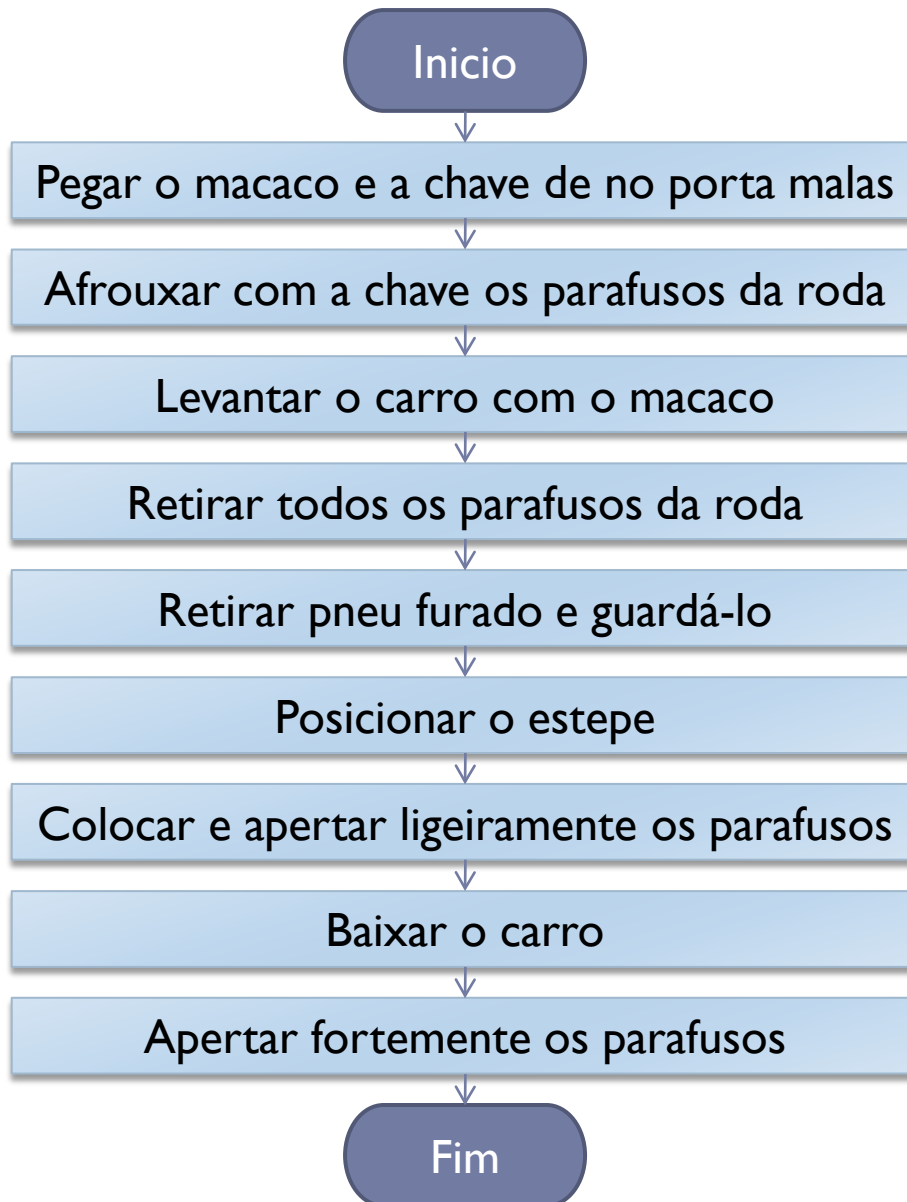 Inicio
Pegar o macaco e a chave de no porta malas
Afrouxar com a chave os parafusos da roda
Levantar o carro com o macaco
Retirar todos os parafusos da roda
Retirar pneu furado e guardá-lo
Posicionar o estepe
Colocar e apertar ligeiramente os parafusos
Baixar o carro
Apertar fortemente os parafusos
Fim